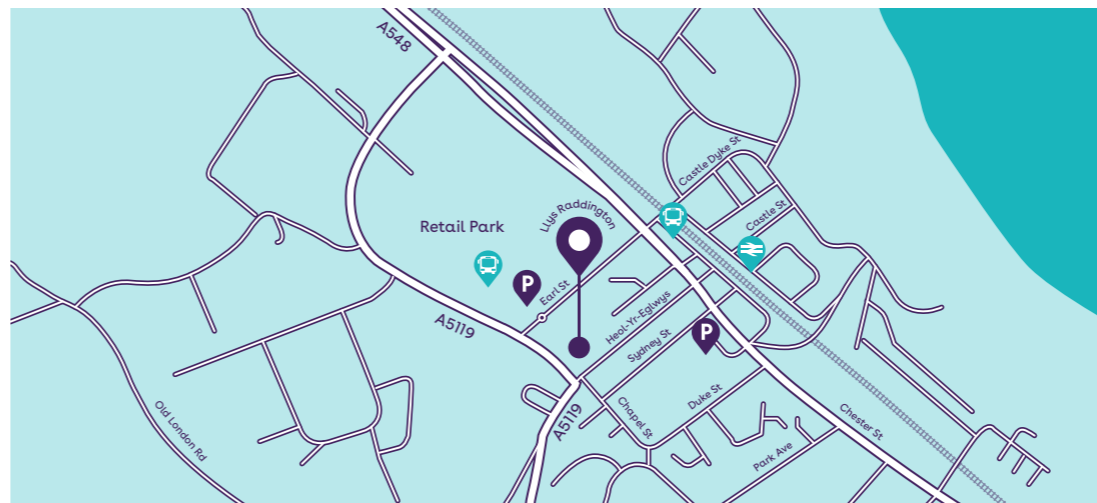 A548
Castle Dyke St
Castle St
Llys Raddington
Retail Park
P
Earl St
A5119
Heol-Yr-Eglwys
Sydney St
P
Duke St
Chapel St
A5119
Chester St
Park Ave
Old London Rd